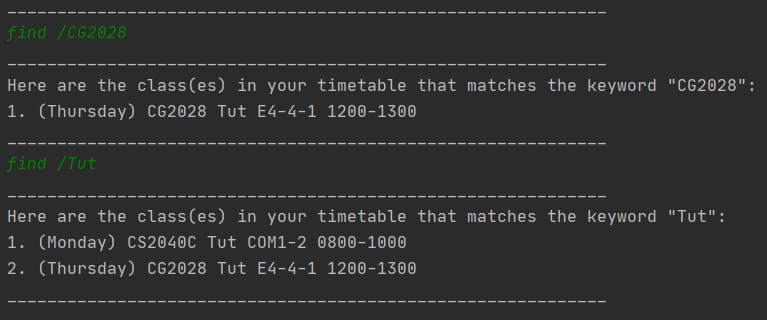 ____________________________________________________________
find /CG2028
____________________________________________________________
Here are the class(es) in your timetable that matches the keyword "CG2028":
1. (Thursday) CG2028 Tut E4-4-1 1200-1300
____________________________________________________________
find /Tut
____________________________________________________________
Here are the class(es) in your timetable that matches the keyword "Tut":
1. (Monday) CS2040C Tut COM1-2 0800-1000
2. (Thursday) CG2028 Tut E4-4-1 1200-1300
____________________________________________________________